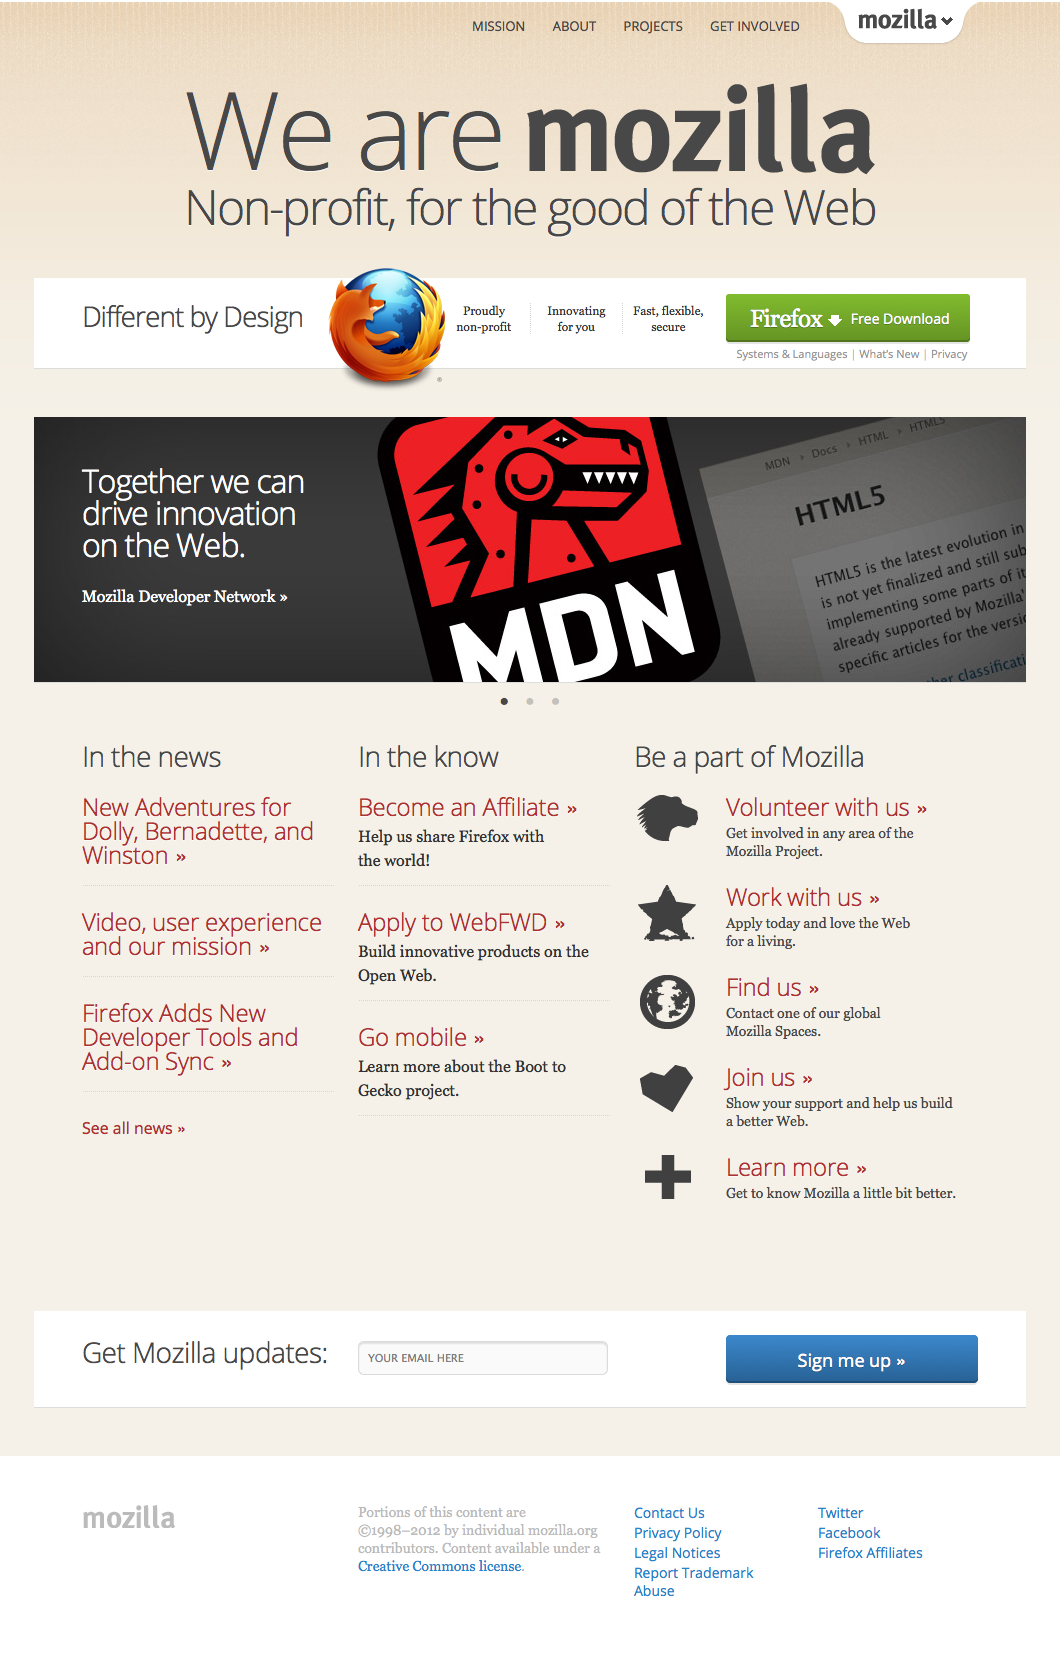 MISSION ABOUT PROJECTS GET INVOLVED mozilla
We are mozilla
Non-profit, for the good of the Web
Different by Design
Proudly
non-profit
Innovating
for you
Fast, flexible,
secure
Firefox Free Download
Systems & Languages | What's New | Privacy
Together we can
drive innovation
on the Web.
Mozilla Developer Network »
MDN
MDN » Docs » HTML » HTML5
HTML5
HTML5 is the latest evolution in
is not yet finalized and still sub
implementing some parts of it
already supported by Mozilla'
specific articles for the versi
her classificati
In the news
New Adventures for
Dolly, Bernadette, and
Winston »
Video, user experience
and our mission »
Firefox Adds New
Developer Tools and
Add-on Sync »
See all news »
In the know
Become an Affiliate »
Help us share Firefox with
the world!
Apply to WebFWD »
Build innovative products on the
Open Web.
Go mobile »
Learn more about the Boot to
Gecko project.
Be a part of Mozilla
Volunteer with us »
Get involved in any area of the
Mozilla Project.
Work with us »
Apply today and love the Web
for a living.
Find us »
Contact one of our global
Mozilla Spaces.
Join us »
Show your support and help us build
a better Web.
Learn more »
Get to know Mozilla a little bit better.
Get Mozilla updates:
YOUR EMAIL HERE
Sign me up »
mozilla
Portions of this content are
©1998–2012 by individual mozilla.org
contributors. Content available under a
Creative Commons license.
Contact Us
Privacy Policy
Legal Notices
Report Trademark
Abuse
Twitter
Facebook
Firefox Affiliates